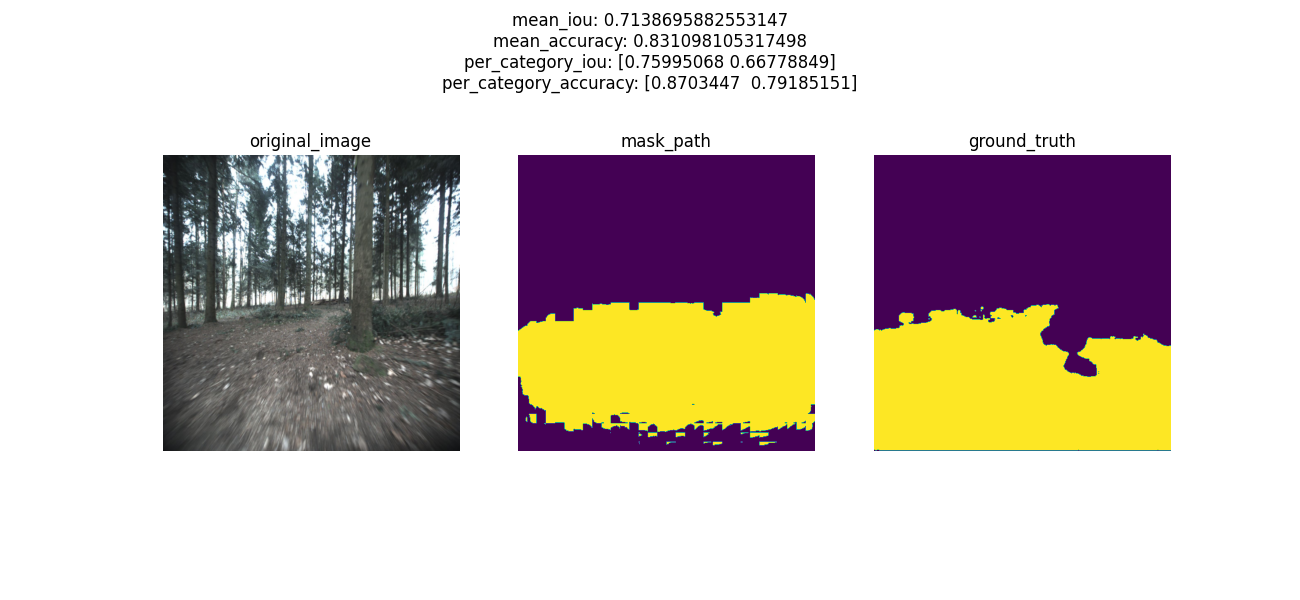 mean_iou: 0.7138695882553147
mean_accuracy: 0.831098105317498
per_category_iou: [0.75995068 0.66778849]
per_category_accuracy: [0.8703447  0.79185151]
original_image
mask_path
ground_truth